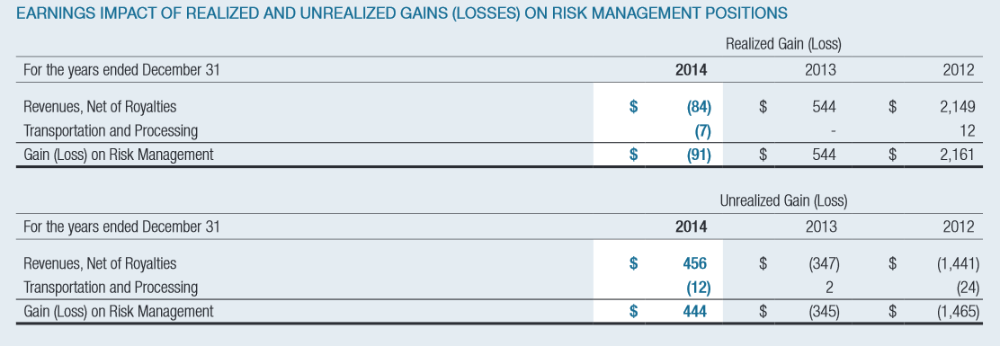 EARNINGS IMPACT OF REALIZED AND UNREALIZED GAINS (LOSSES) ON RISK MANAGEMENT POSITIONS
Realized Gain (Loss)
For the years ended December 31 2014 2013 2012
Revenues, Net of Royalties $ (84) $ 544 $ 2,149
Transportation and Processing (7) - 12
Gain (Loss) on Risk Management $ (91) $ 544 $ 2,161
Unrealized Gain (Loss)
For the years ended December 31 2014 2013 2012
Revenues, Net of Royalties $ 456 $ (347) $ (1,441)
Transportation and Processing (12) 2 (24)
Gain (Loss) on Risk Management $ 444 $ (345) $ (1,465)